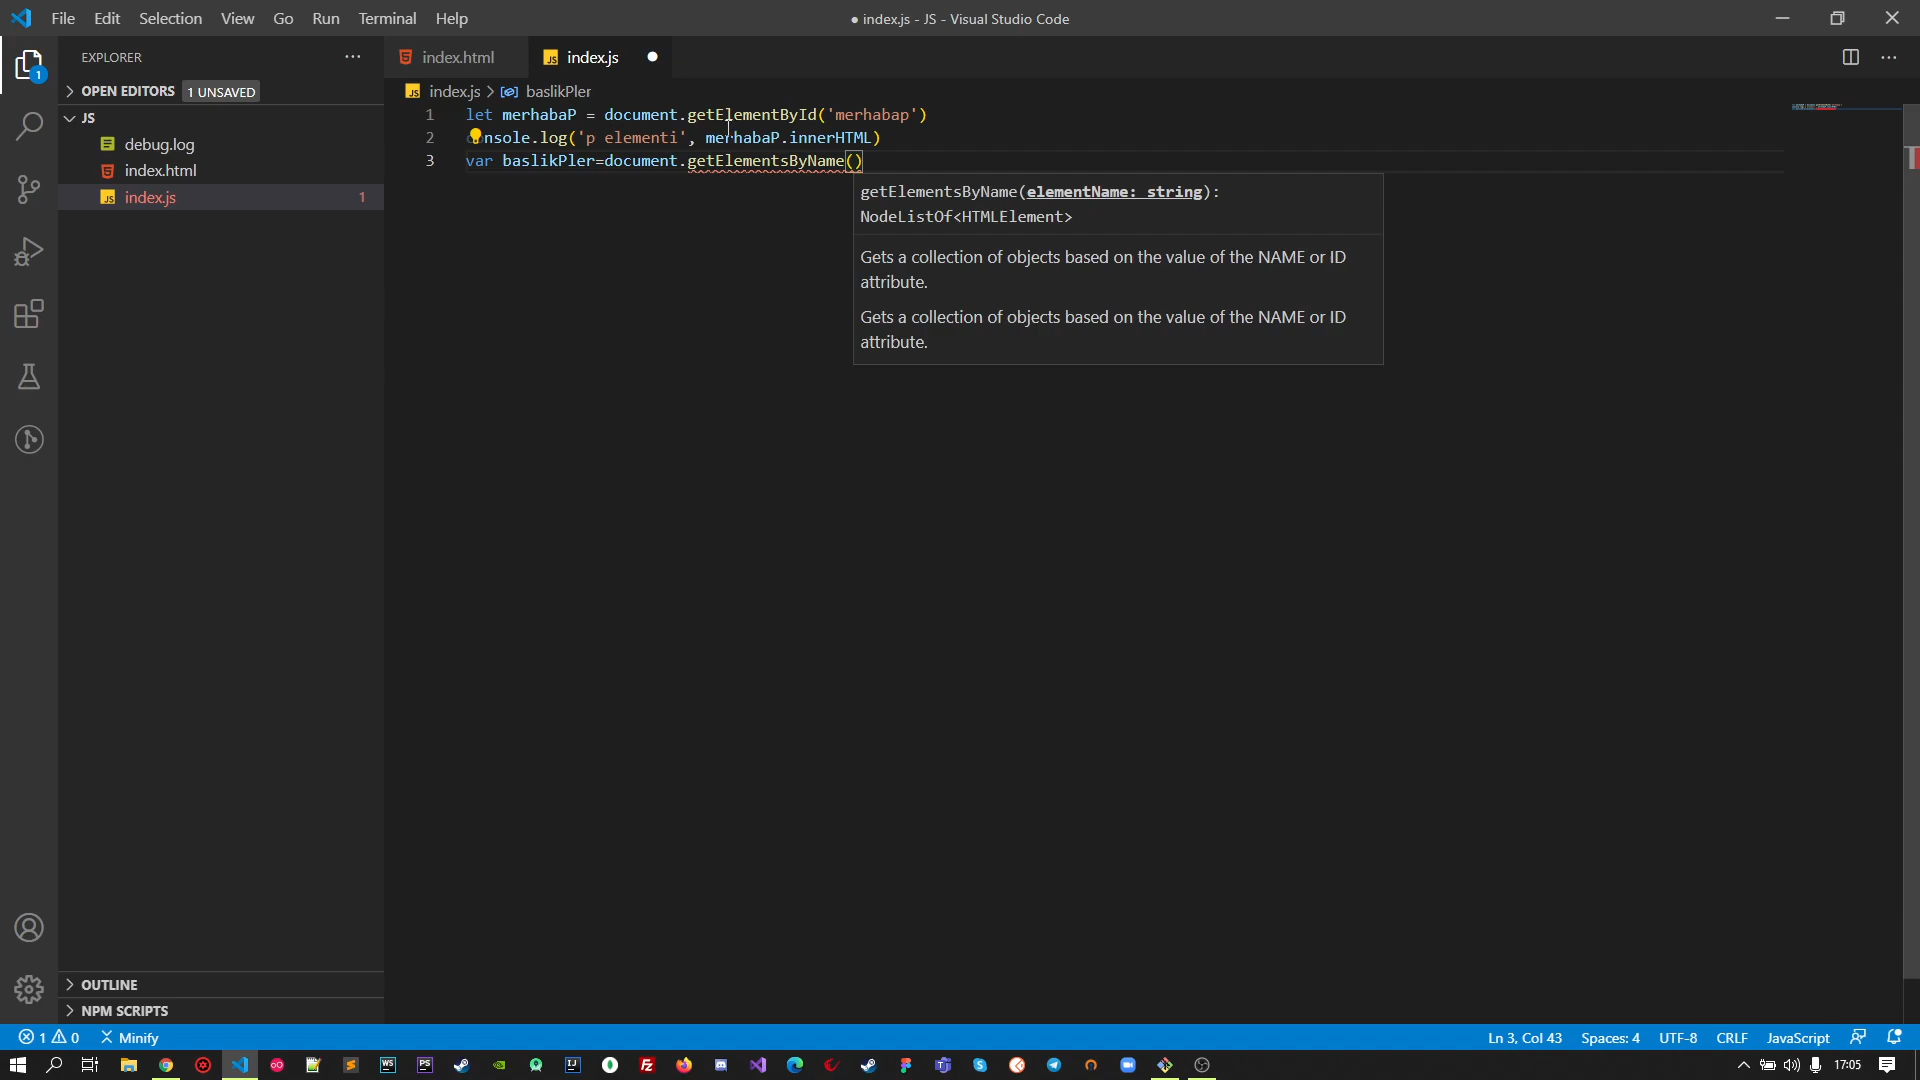 File Edit Selection View Go Run Terminal Help
● index.js - JS - Visual Studio Code
EXPLORER
OPEN EDITORS 1 UNSAVED
JS
debug.log
index.html
index.js 1
OUTLINE
NPM SCRIPTS
1
index.html
index.js
index.js > baslikPler
1 let merhabaP = document.getElementById('merhabap')
2 nsole.log('p elementi', merhabaP.innerHTML)
3 var baslikPler=document.getElementsByName()
getElementsByName(elementName: string):
NodeListOf<HTMLElement>
Gets a collection of objects based on the value of the NAME or ID
attribute.
Gets a collection of objects based on the value of the NAME or ID
attribute.
1 0 Minify
Ln 3, Col 43 Spaces: 4 UTF-8 CRLF JavaScript
17:05